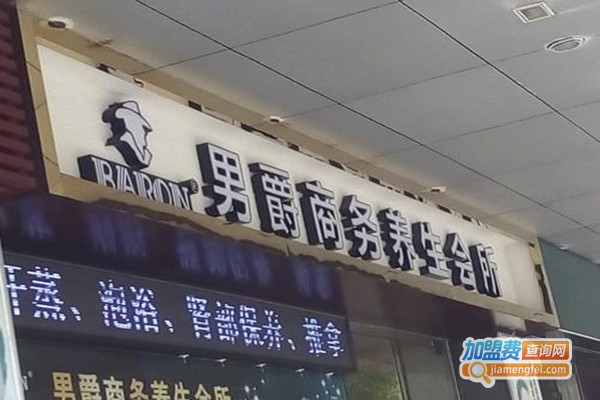 BARON®
男爵商务养生会所
汗蒸、泡浴、肾部保养、推拿
男爵商务养生会所
加盟费查询网
jiamengfei.com